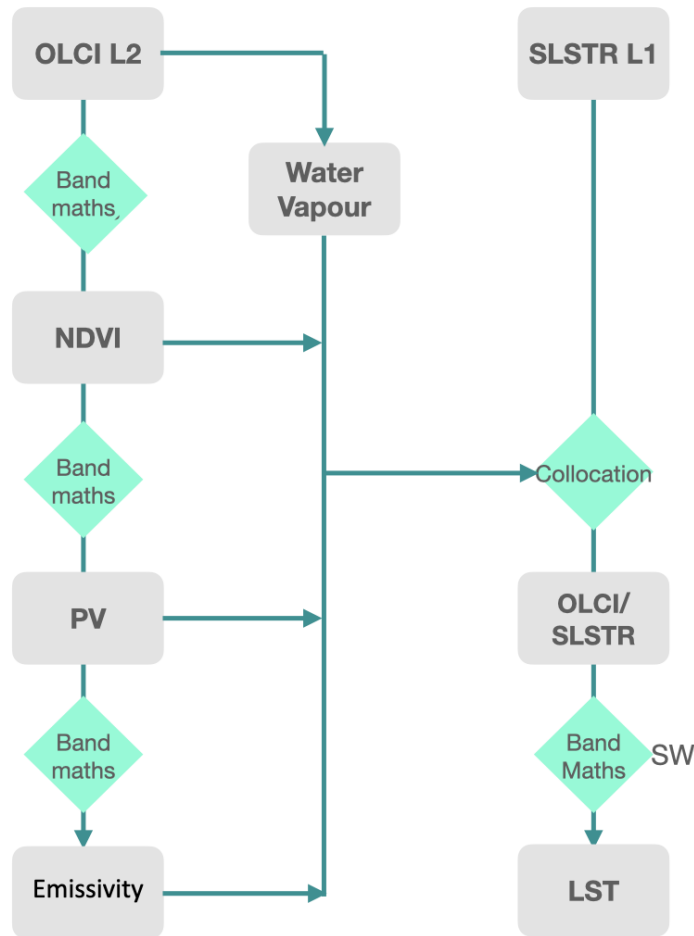 OLCI L2
SLSTR L1
Band
maths,
Water
Vapour
NDVI
Band
maths
Collocation
PV
OLCI/
SLSTR
Band
maths
Band
Maths
SW
Emissivity
LST